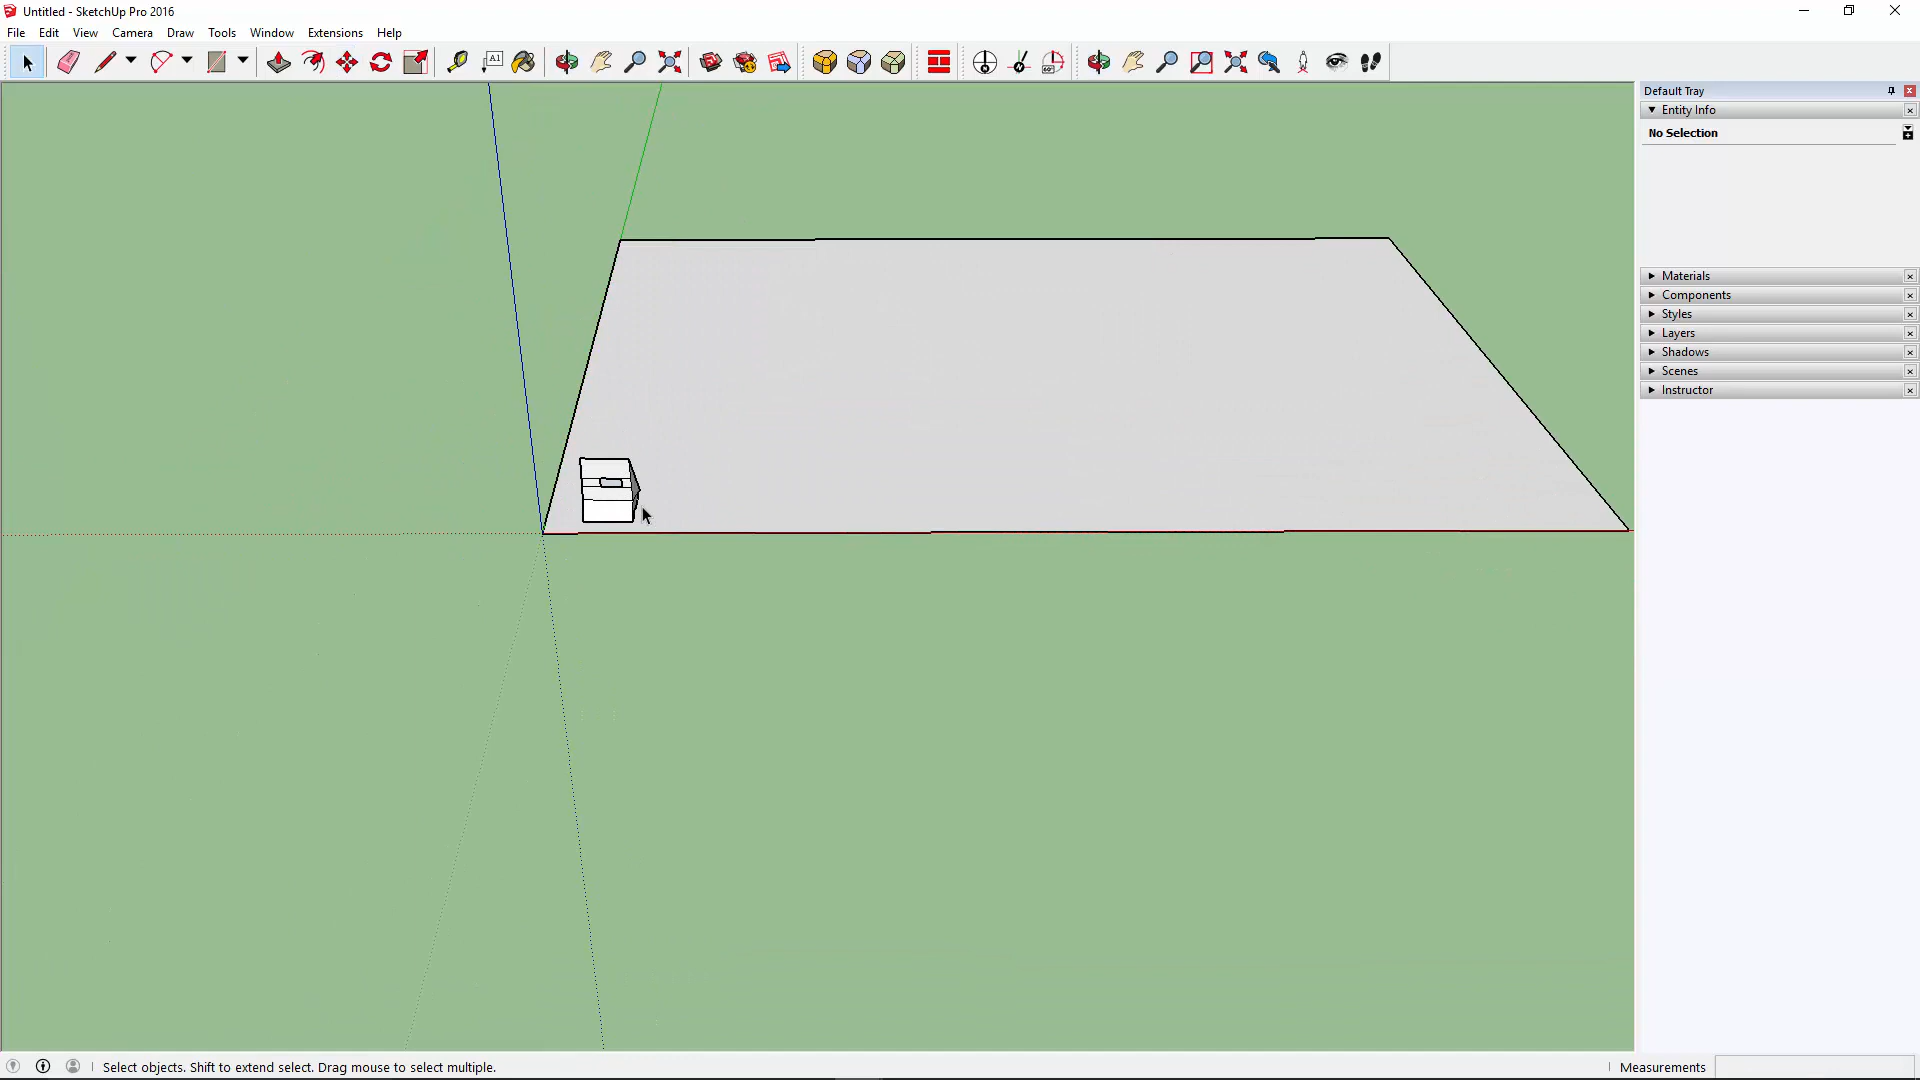 Untitled - SketchUp Pro 2016
File Edit View Camera Draw Tools Window Extensions Help
A1
Default Tray
Entity Info
No Selection
Materials
Components
Styles
Layers
Shadows
Scenes
Instructor
Select objects. Shift to extend select. Drag mouse to select multiple.
Measurements